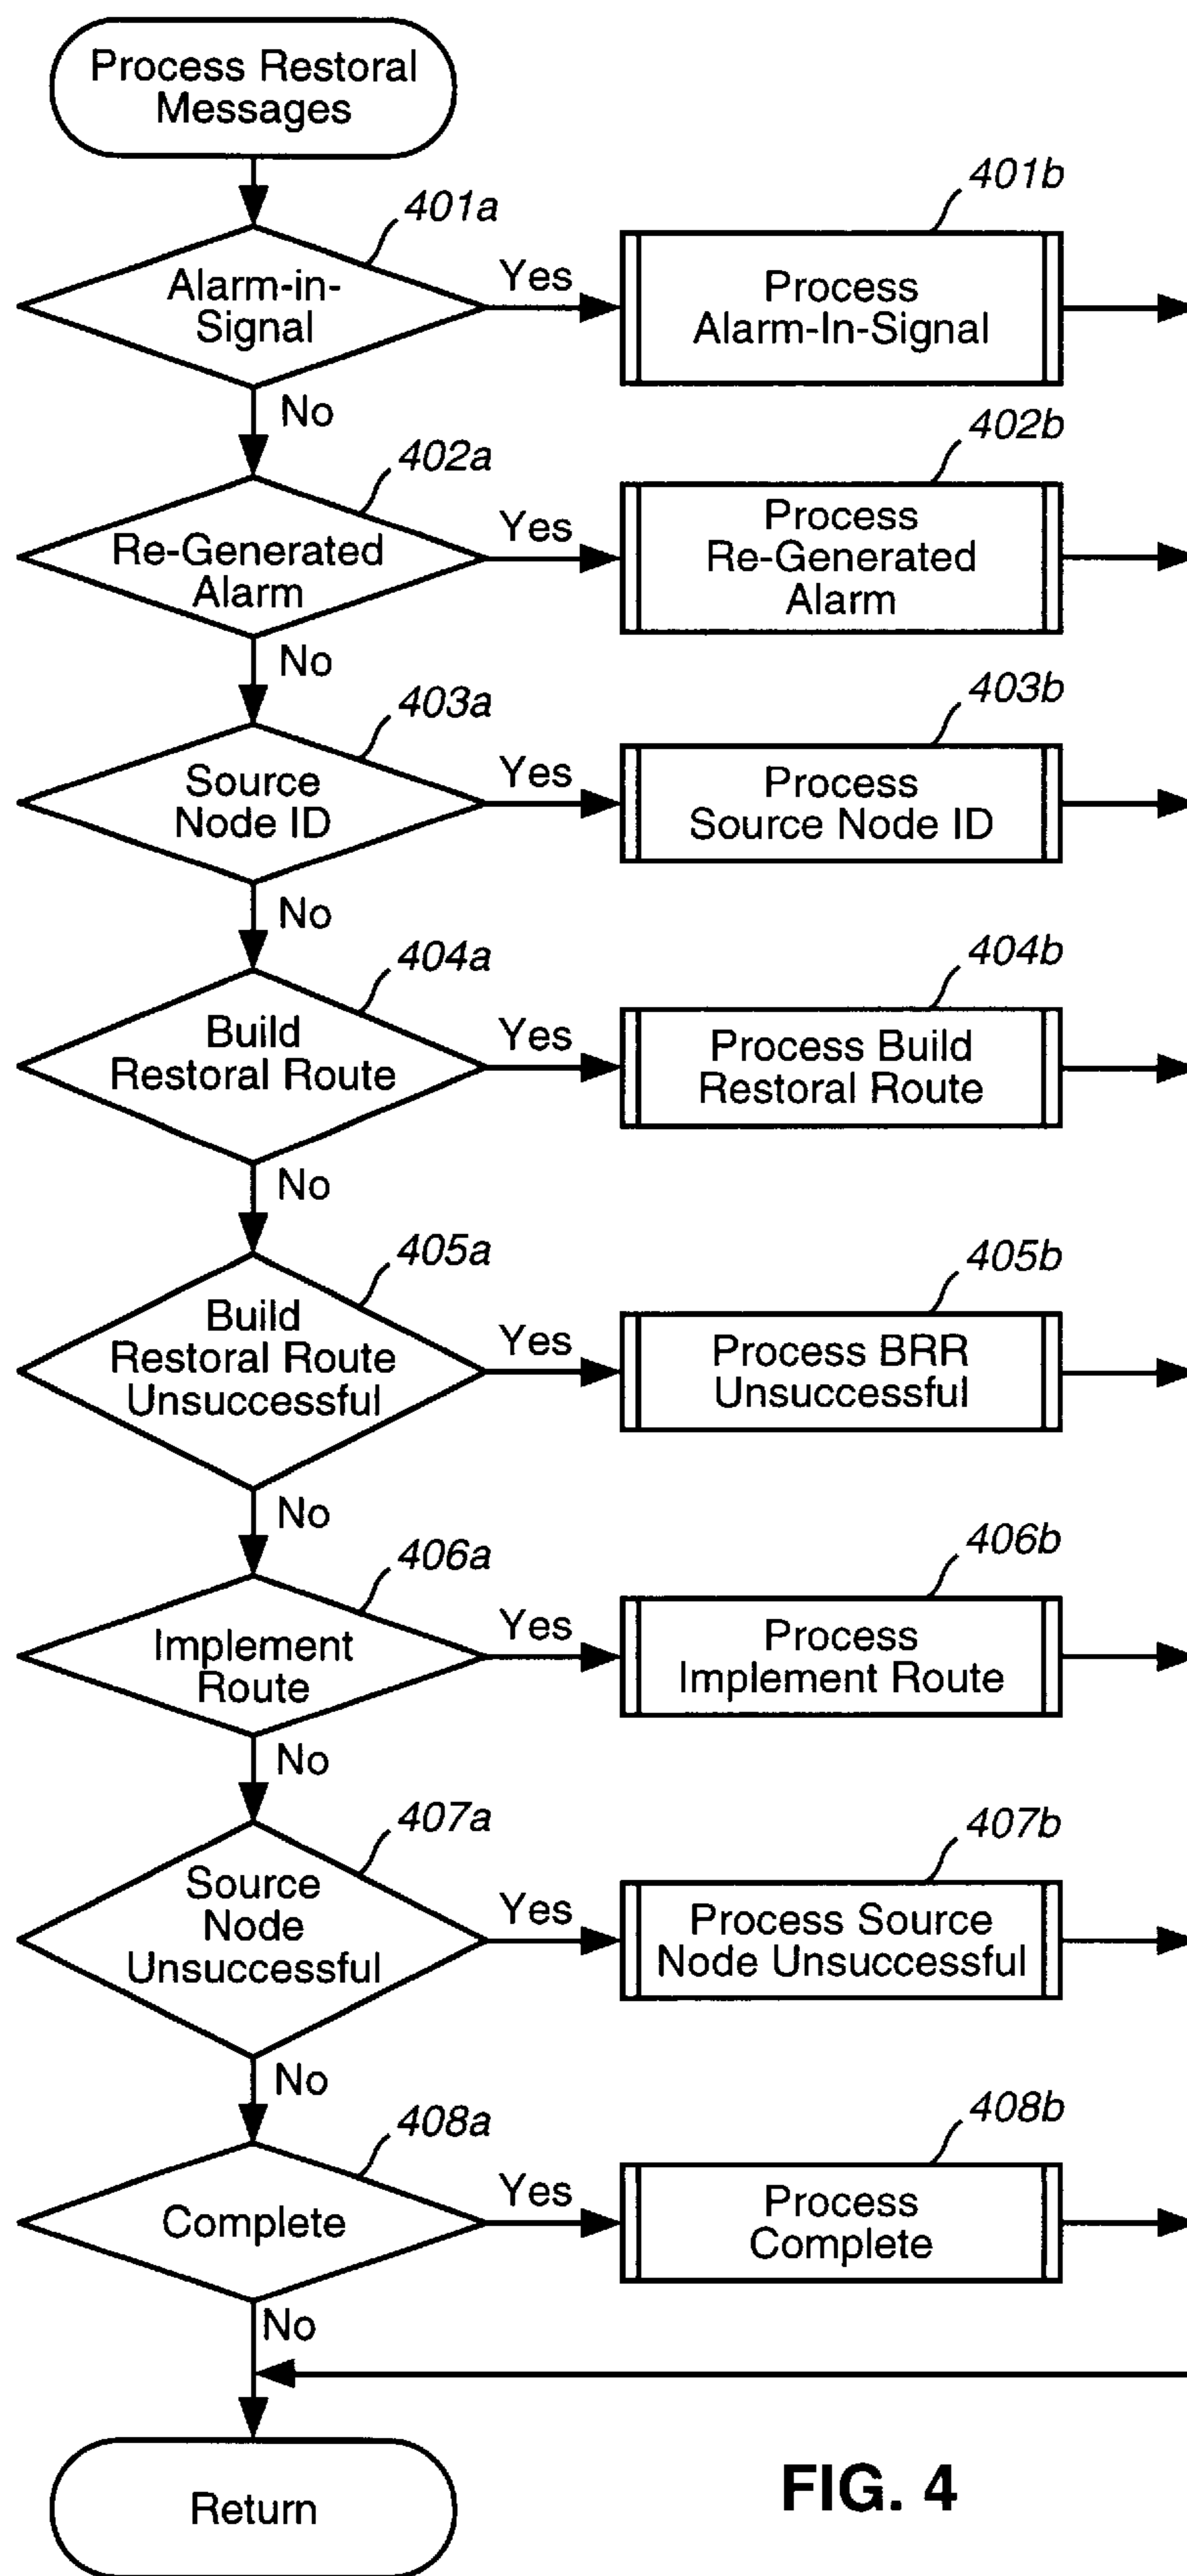 Process Restoral
Messages
401a
401b
Alarm-in-
Signal
Yes
Process
Alarm-In-Signal
No
402a
402b
Re-Generated
Alarm
Yes
Process
Re-Generated
Alarm
No
403a
403b
Source
Node ID
Yes
Process
Source Node ID
No
404a
404b
Build
Restoral Route
Yes
Process Build
Restoral Route
No
405a
405b
Build
Restoral Route
Unsuccessful
Yes
Process BRR
Unsuccessful
No
406a
406b
Implement
Route
Yes
Process
Implement Route
No
407a
407b
Source
Node
Unsuccessful
Yes
Process Source
Node Unsuccessful
No
408a
408b
Complete
Yes
Process
Complete
No
Return
FIG. 4